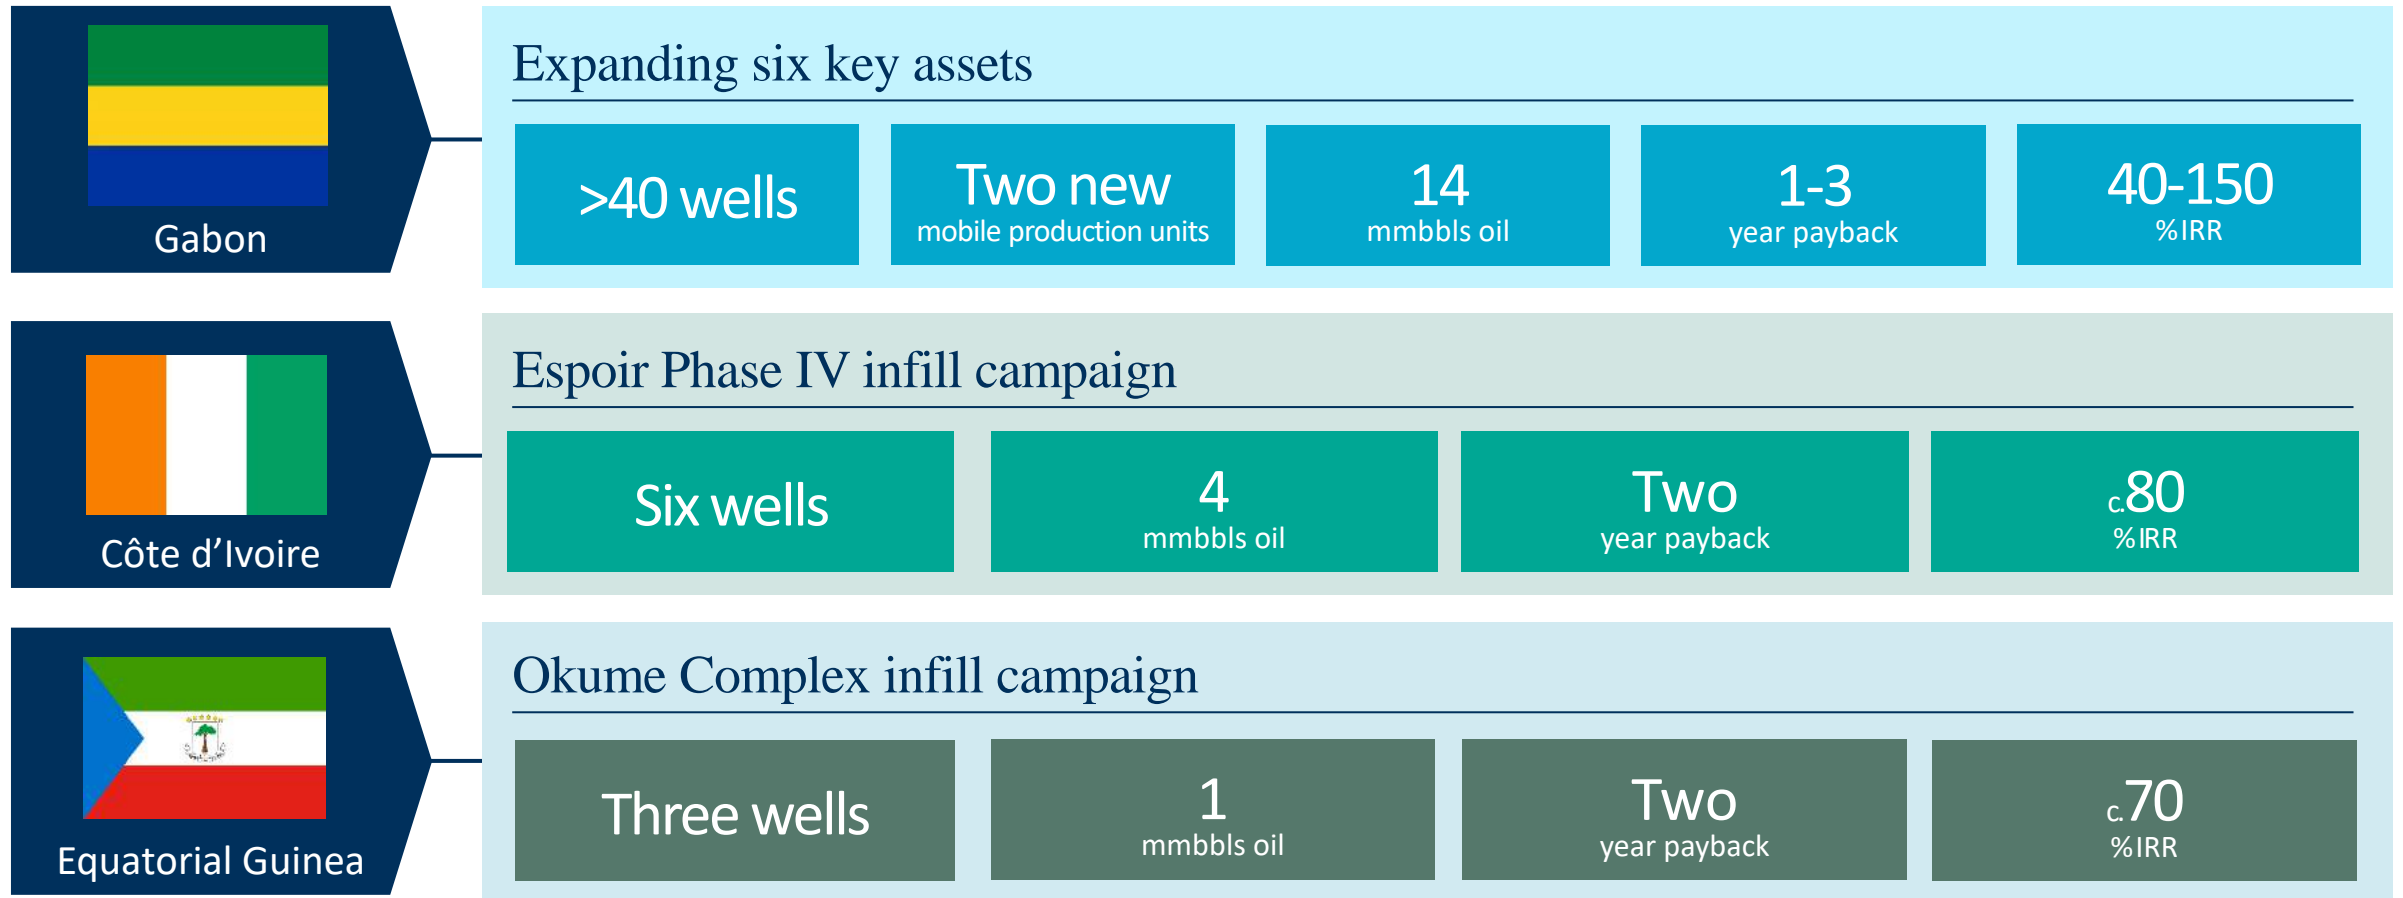 Gabon
Expanding six key assets
>40 wells
Two new
mobile production units
14
mmbbls oil
1-3
year payback
40-150
%IRR
Côte d’Ivoire
Espoir Phase IV infill campaign
Six wells
4
mmbbls oil
Two
year payback
c.80
%IRR
Equatorial Guinea
Okume Complex infill campaign
Three wells
1
mmbbls oil
Two
year payback
c.70
%IRR